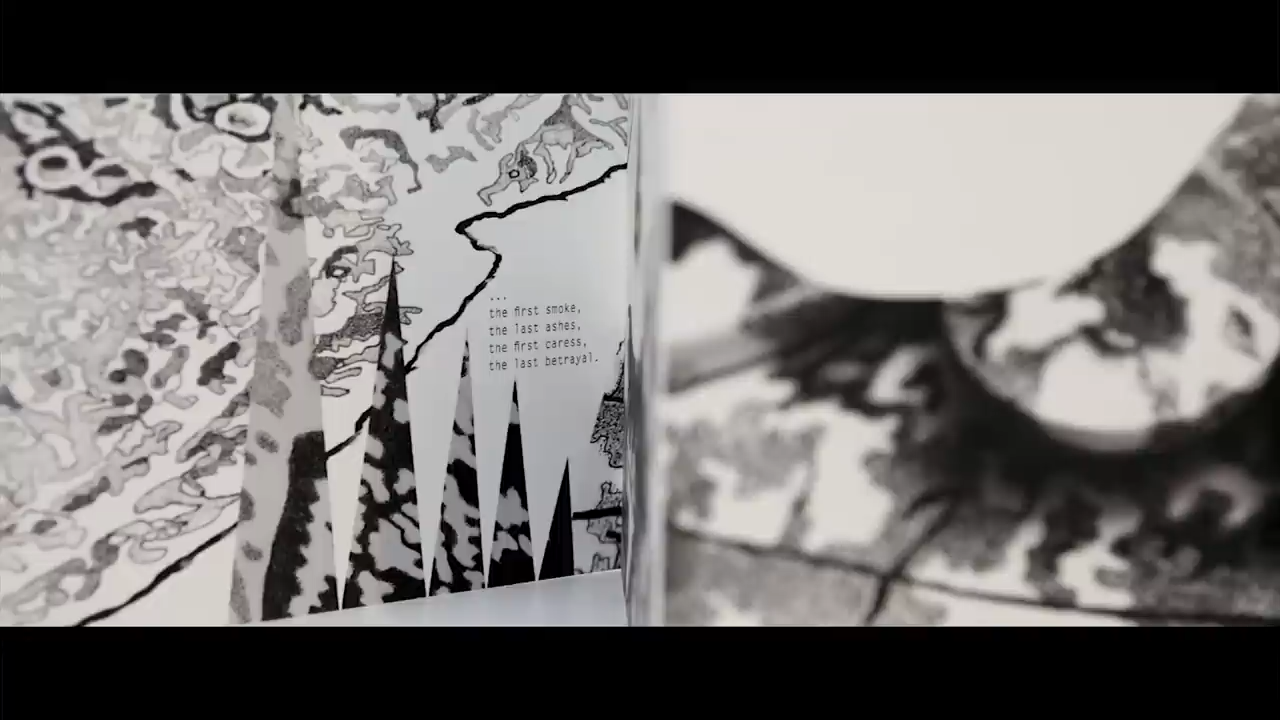 ...
the first smoke,
the last ashes,
the first caress,
the last betrayal.